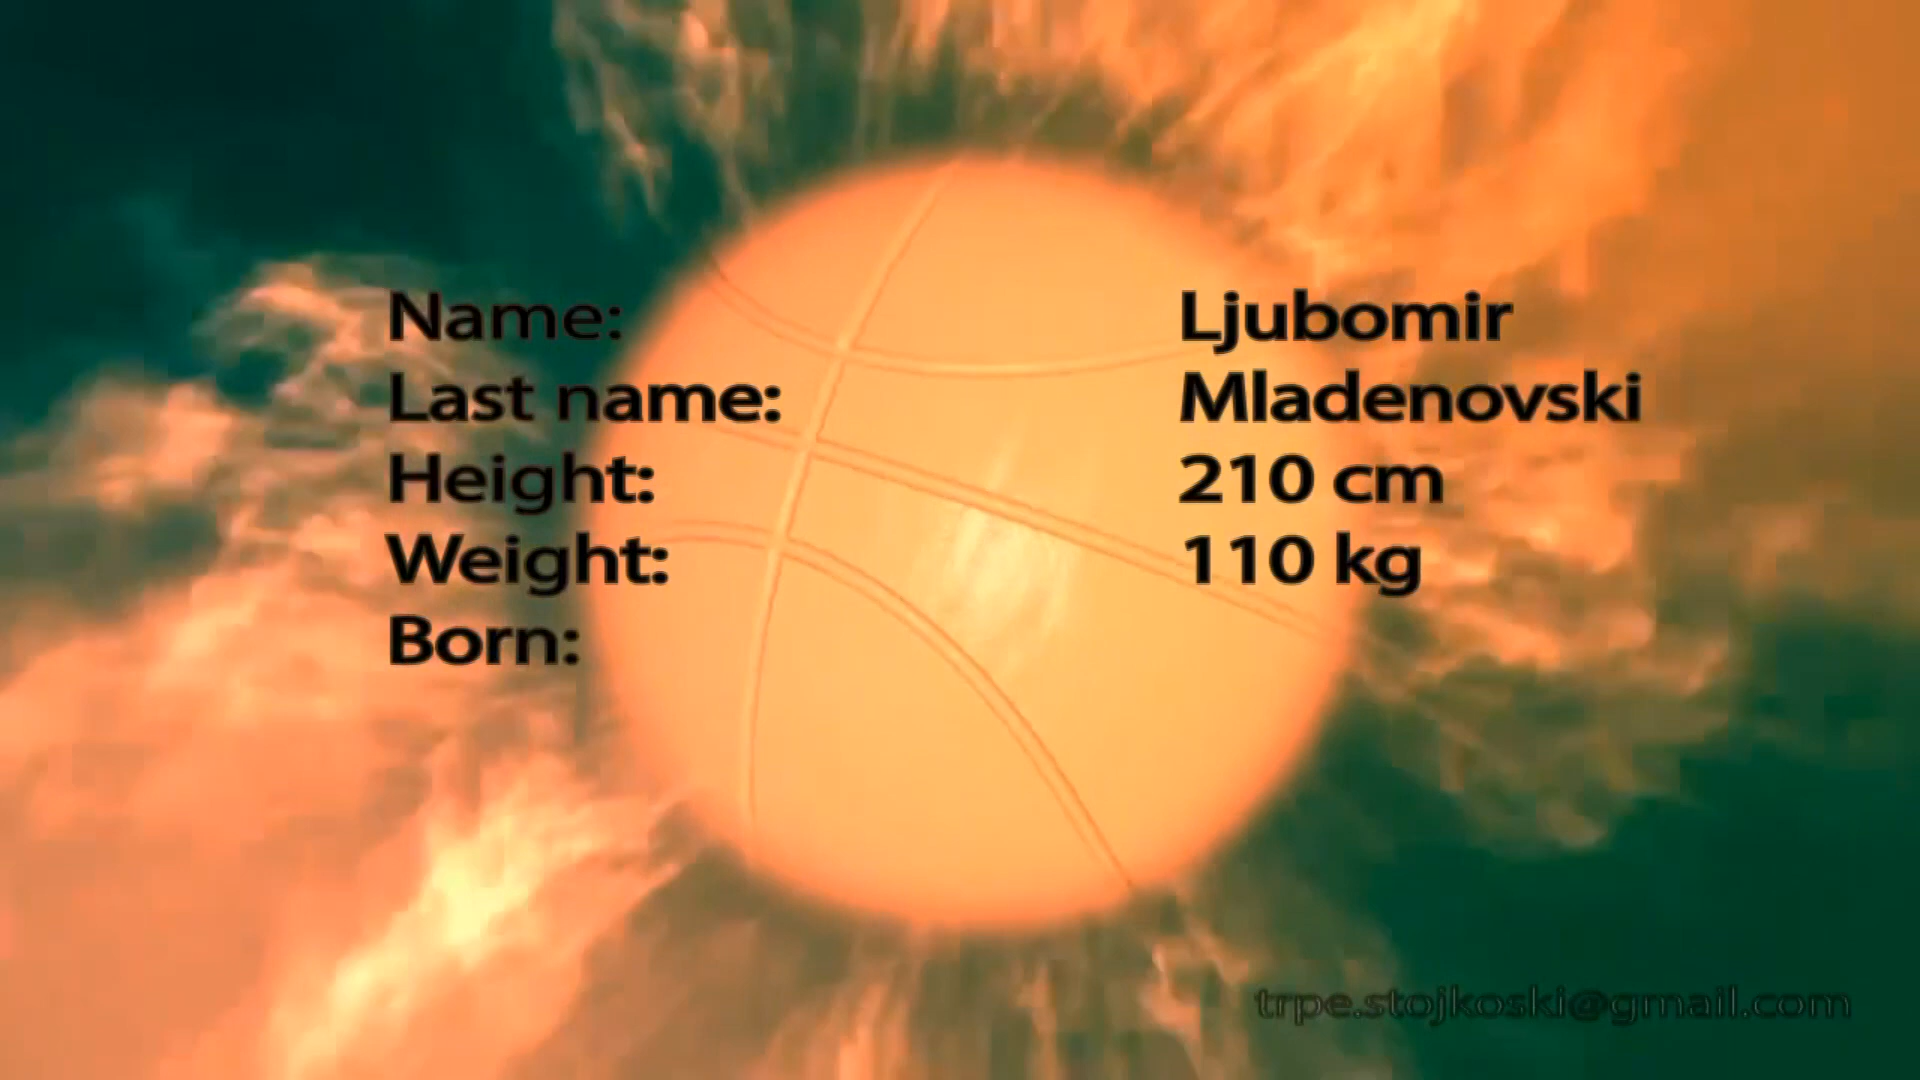 Name: Ljubomir
Last name: Mladenovski
Height: 210 cm
Weight: 110 kg
Born:
trpe.stojkoski@gmail.com